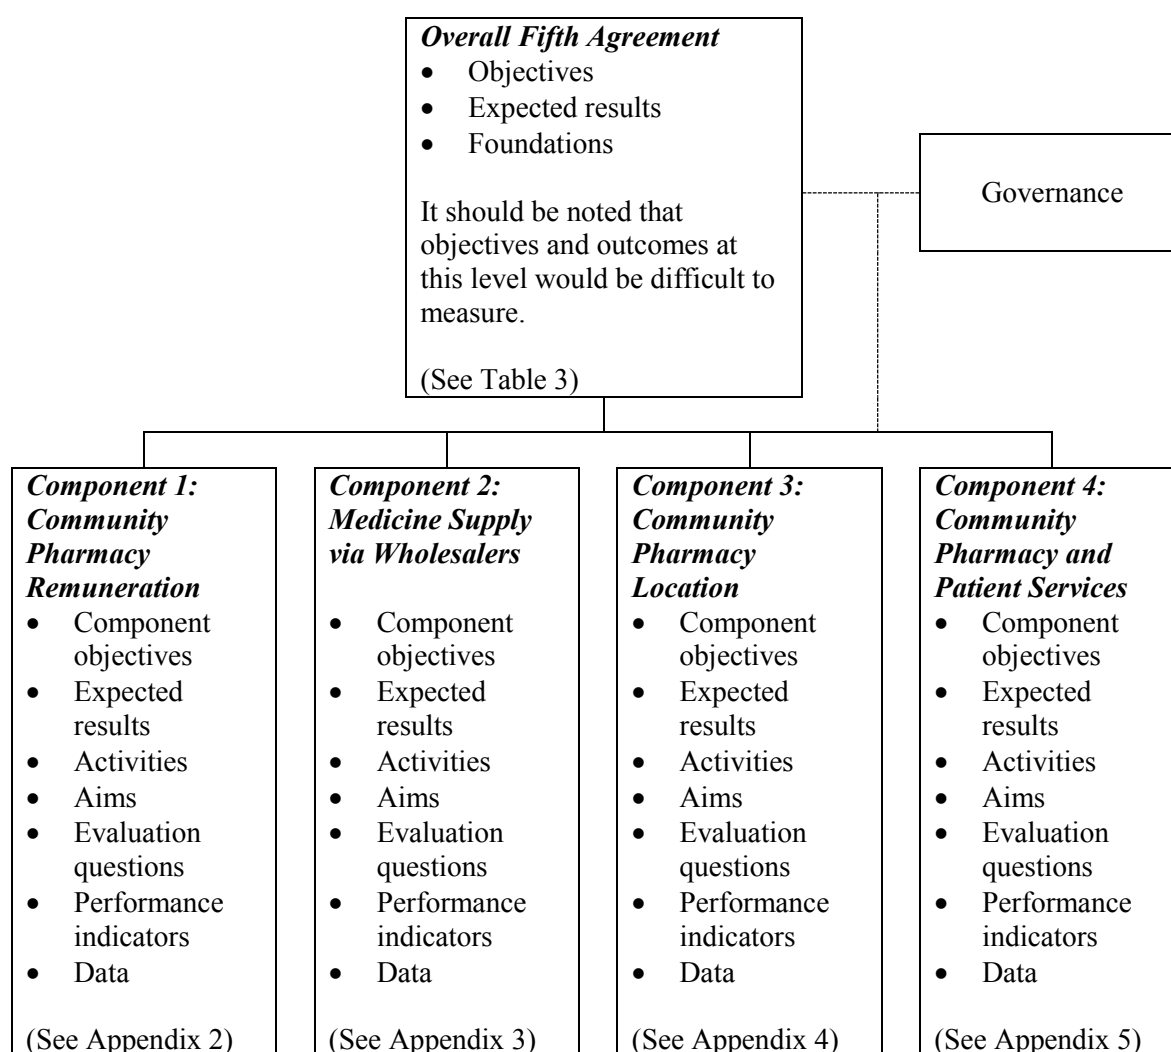 Overall Fifth Agreement
• Objectives
• Expected results
• Foundations
It should be noted that
objectives and outcomes at
this level would be difficult to
measure.
(See Table 3)
Governance
Component 1:
Community
Pharmacy
Remuneration
• Component
objectives
• Expected
results
• Activities
• Aims
• Evaluation
questions
• Performance
indicators
• Data
(See Appendix 2)
Component 2:
Medicine Supply
via Wholesalers
• Component
objectives
• Expected
results
• Activities
• Aims
• Evaluation
questions
• Performance
indicators
• Data
(See Appendix 3)
Component 3:
Community
Pharmacy
Location
• Component
objectives
• Expected
results
• Activities
• Aims
• Evaluation
questions
• Performance
indicators
• Data
(See Appendix 4)
Component 4:
Community
Pharmacy and
Patient Services
• Component
objectives
• Expected
results
• Activities
• Aims
• Evaluation
questions
• Performance
indicators
• Data
(See Appendix 5)